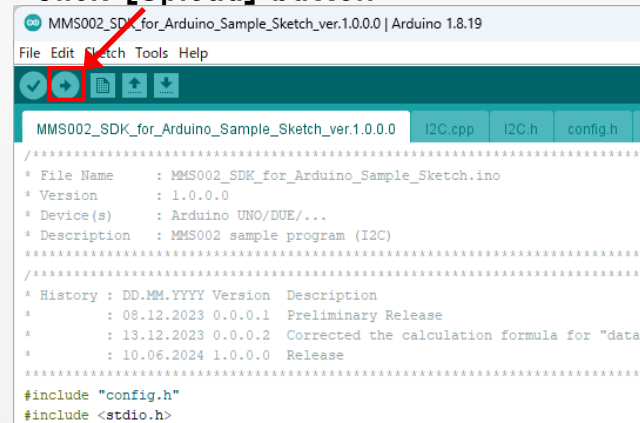 Click [Upload] button
MMS002_SDK_for_Arduino_Sample_Sketch_ver.1.0.0.0 | Arduino 1.8.19
File Edit Sketch Tools Help
MMS002_SDK_for_Arduino_Sample_Sketch_ver.1.0.0.0 I2C.cpp I2C.h config.h
/***************************************************************************
* File Name : MMS002_SDK_for_Arduino_Sample_Sketch.ino
* Version : 1.0.0.0
* Device(s) : Arduino UNO/DUE/...
* Description : MMS002 sample program (I2C)
***************************************************************************
/***************************************************************************
* History : DD.MM.YYYY Version Description
* : 08.12.2023 0.0.0.1 Preliminary Release
* : 13.12.2023 0.0.0.2 Corrected the calculation formula for "data
* : 10.06.2024 1.0.0.0 Release
***************************************************************************
#include "config.h"
#include <stdio.h>